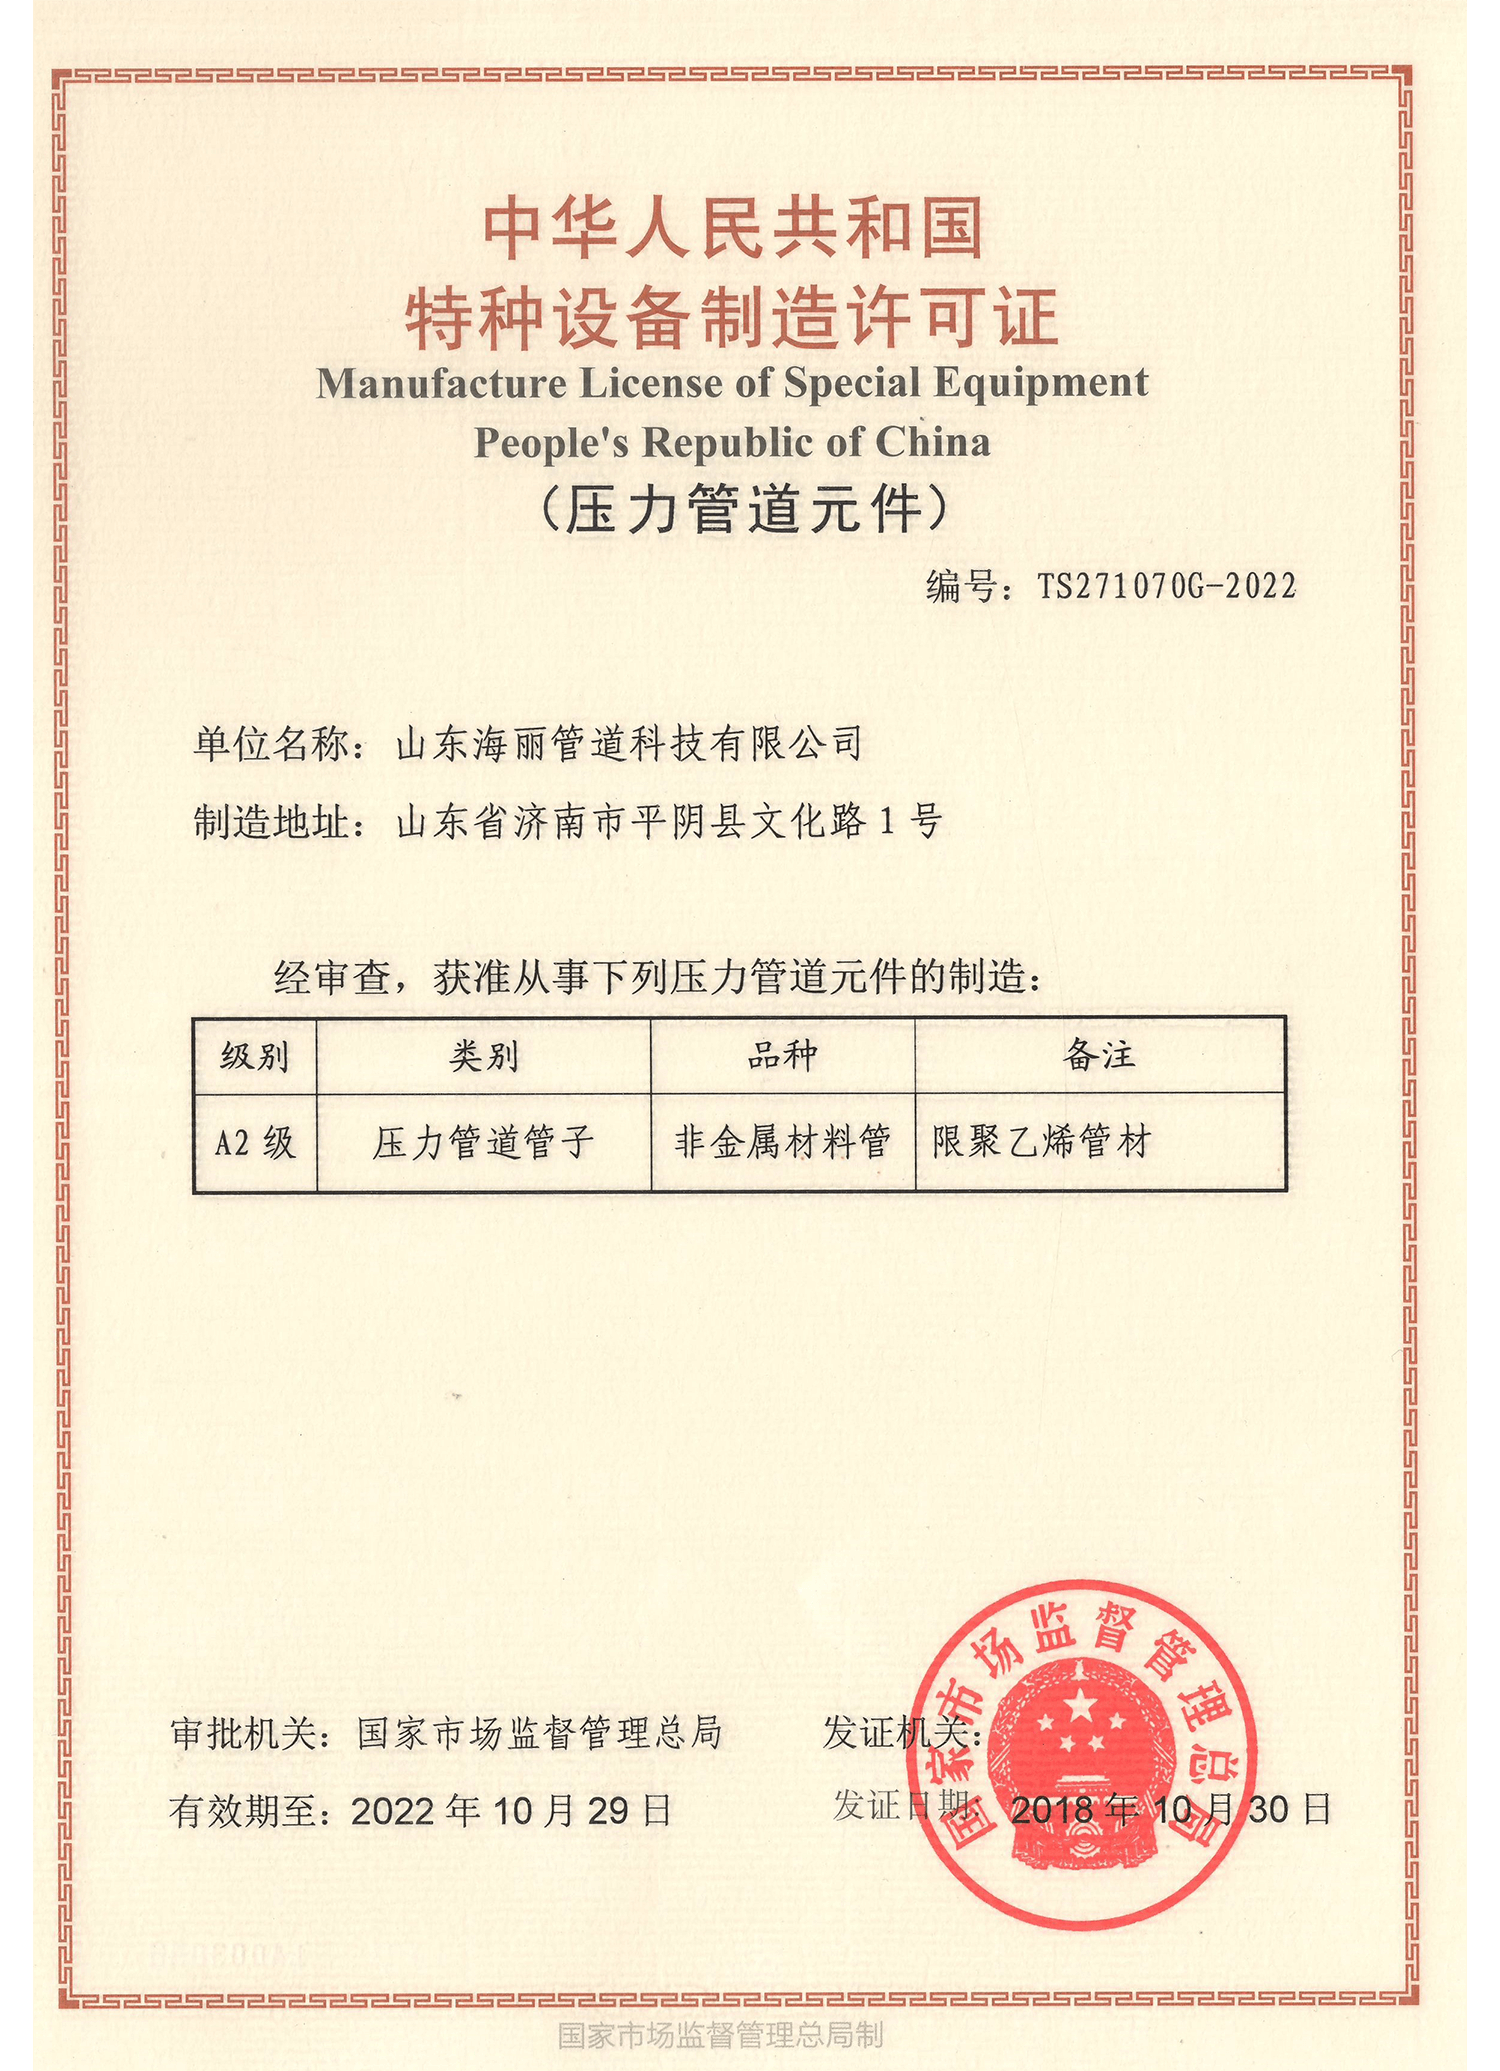 中华人民共和国
特种设备制造许可证
Manufacture License of Special Equipment
People's Republic of China
（压力管道元件）
编号：TS271070G-2022
单位名称：山东海丽管道科技有限公司
制造地址：山东省济南市平阴县文化路1号
经审查，获准从事下列压力管道元件的制造：
级别 类别 品种 备注
A2级 压力管道管子 非金属材料管 限聚乙烯管材
审批机关：国家市场监督管理总局 发证机关：
有效期至：2022年10月29日 发证日期：2018年10月30日
国家市场监督管理总局
国家市场监督管理总局制